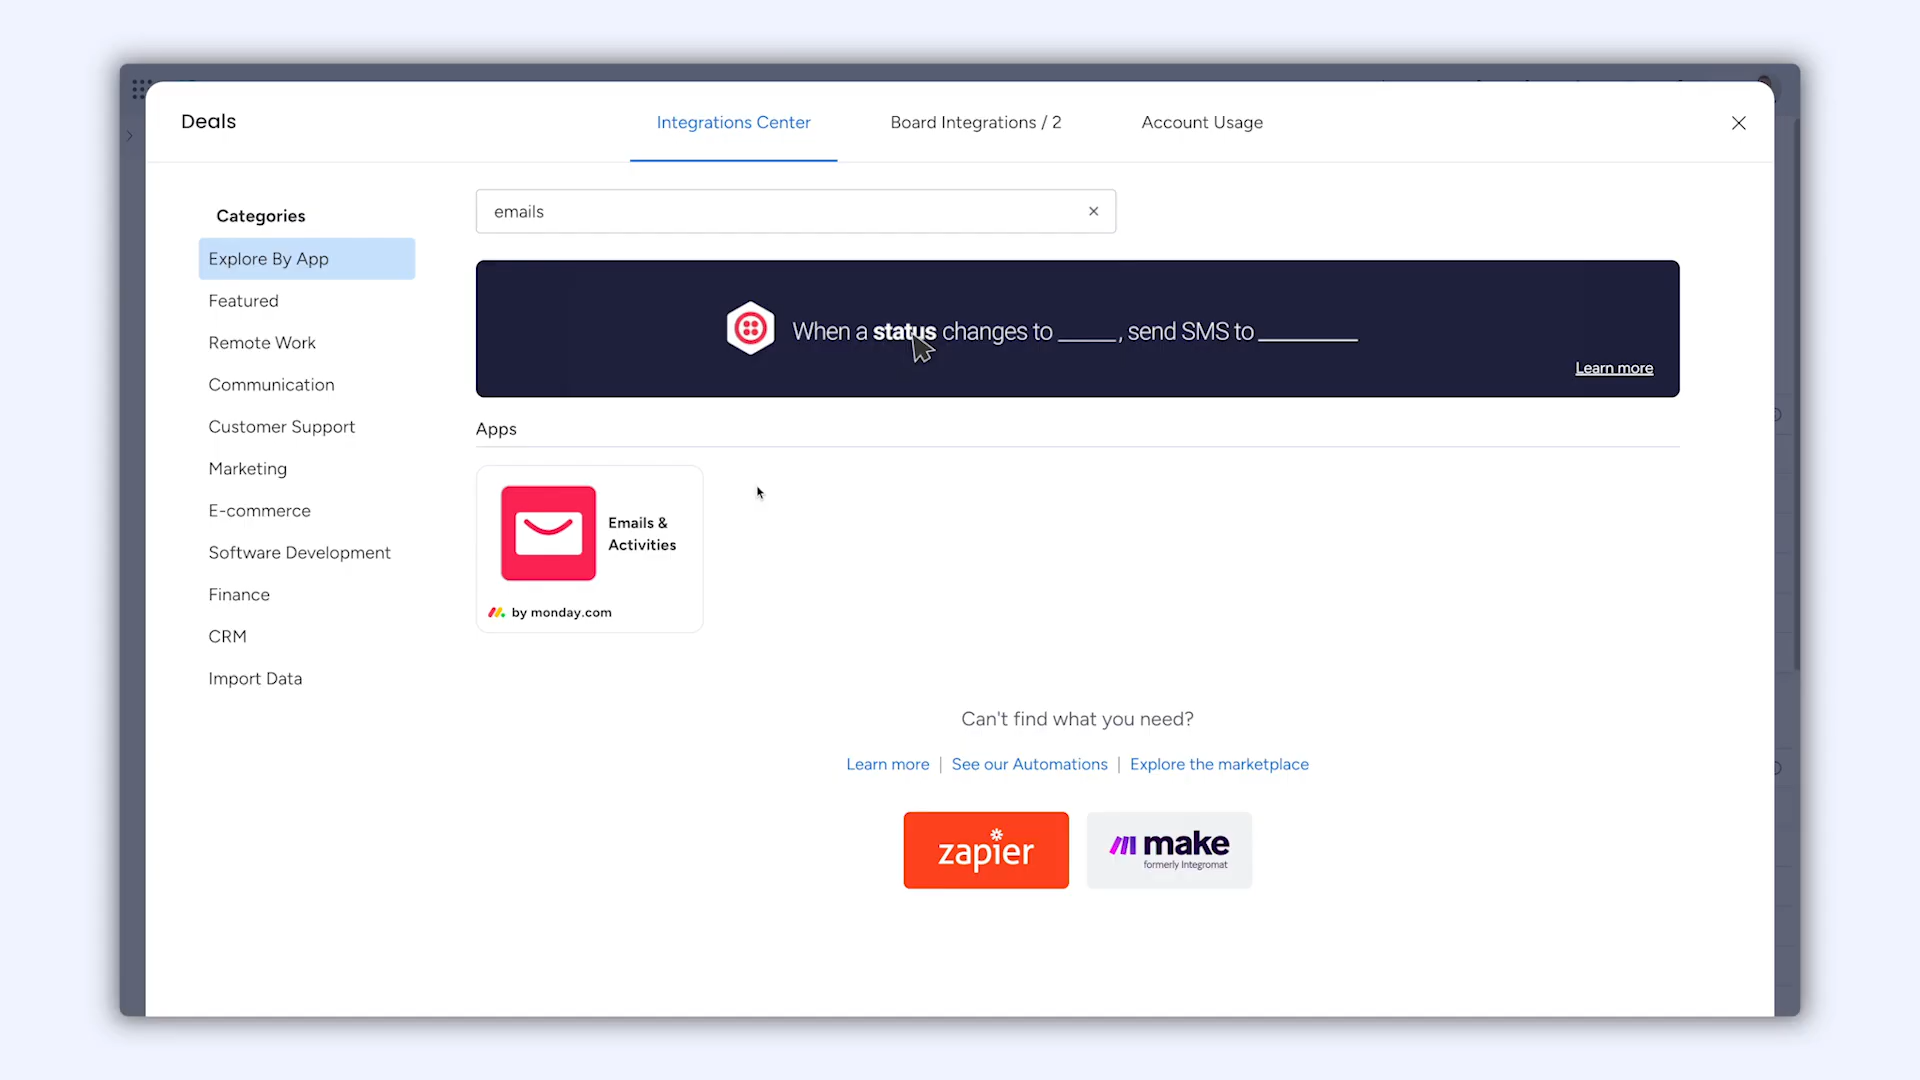 Deals
Integrations Center
Board Integrations / 2
Account Usage
Categories
Explore By App
Featured
Remote Work
Communication
Customer Support
Marketing
E-commerce
Software Development
Finance
CRM
Import Data
emails
When a status changes to _____, send SMS to _________
Learn more
Apps
Emails &
Activities
by monday.com
Can't find what you need?
Learn more | See our Automations | Explore the marketplace
zapier
make
formerly Integromat